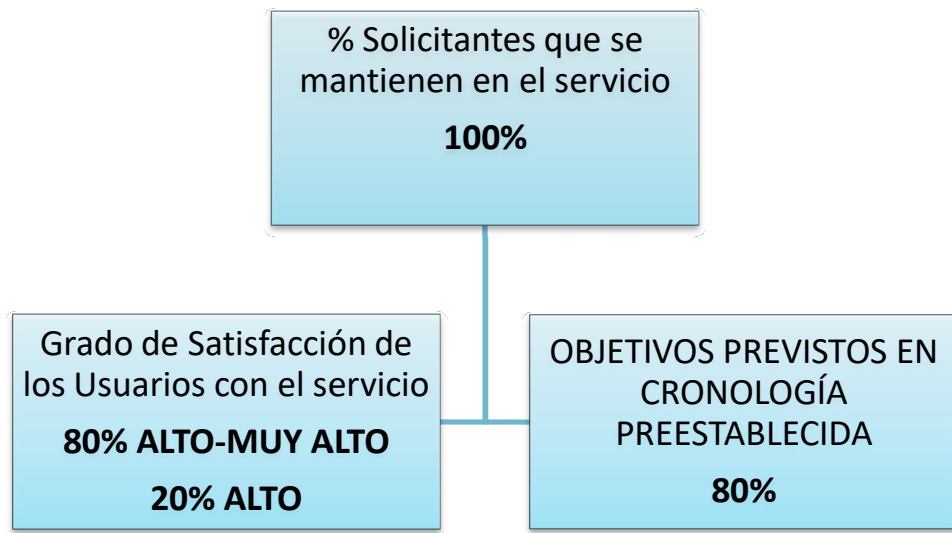 % Solicitantes que se
mantienen en el servicio
100%
Grado de Satisfacción de
los Usuarios con el servicio
80% ALTO-MUY ALTO
20% ALTO
OBJETIVOS PREVISTOS EN
CRONOLOGÍA
PREESTABLECIDA
80%